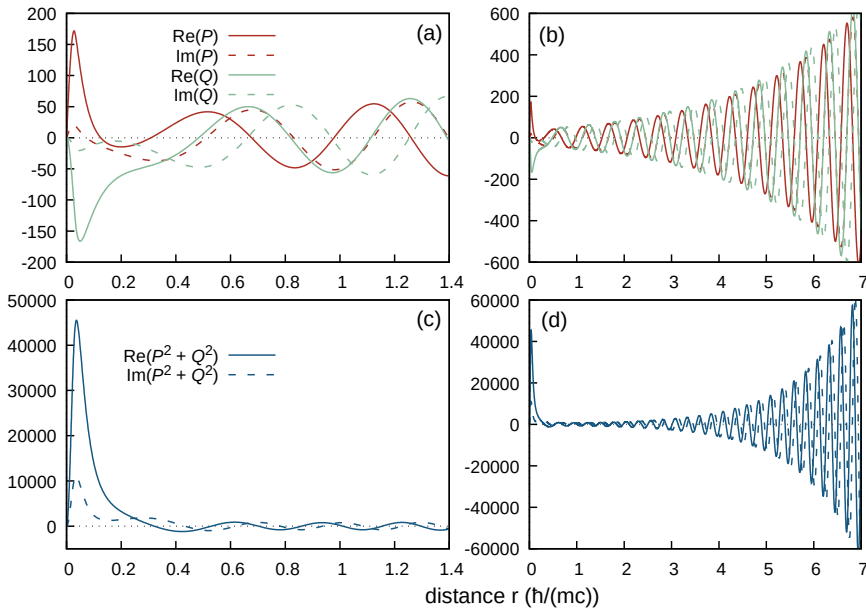 200
150
100
50
0
-50
-100
-150
-200
(a)
Re(P)
Im(P)
Re(Q)
Im(Q)
0 0.2 0.4 0.6 0.8 1 1.2 1.4
600
400
200
0
-200
-400
-600
(b)
0 1 2 3 4 5 6 7
50000
40000
30000
20000
10000
0
(c)
Re(P² + Q²)
Im(P² + Q²)
0 0.2 0.4 0.6 0.8 1 1.2 1.4
60000
40000
20000
0
-20000
-40000
-60000
(d)
0 1 2 3 4 5 6 7
distance r (ħ/(mc))